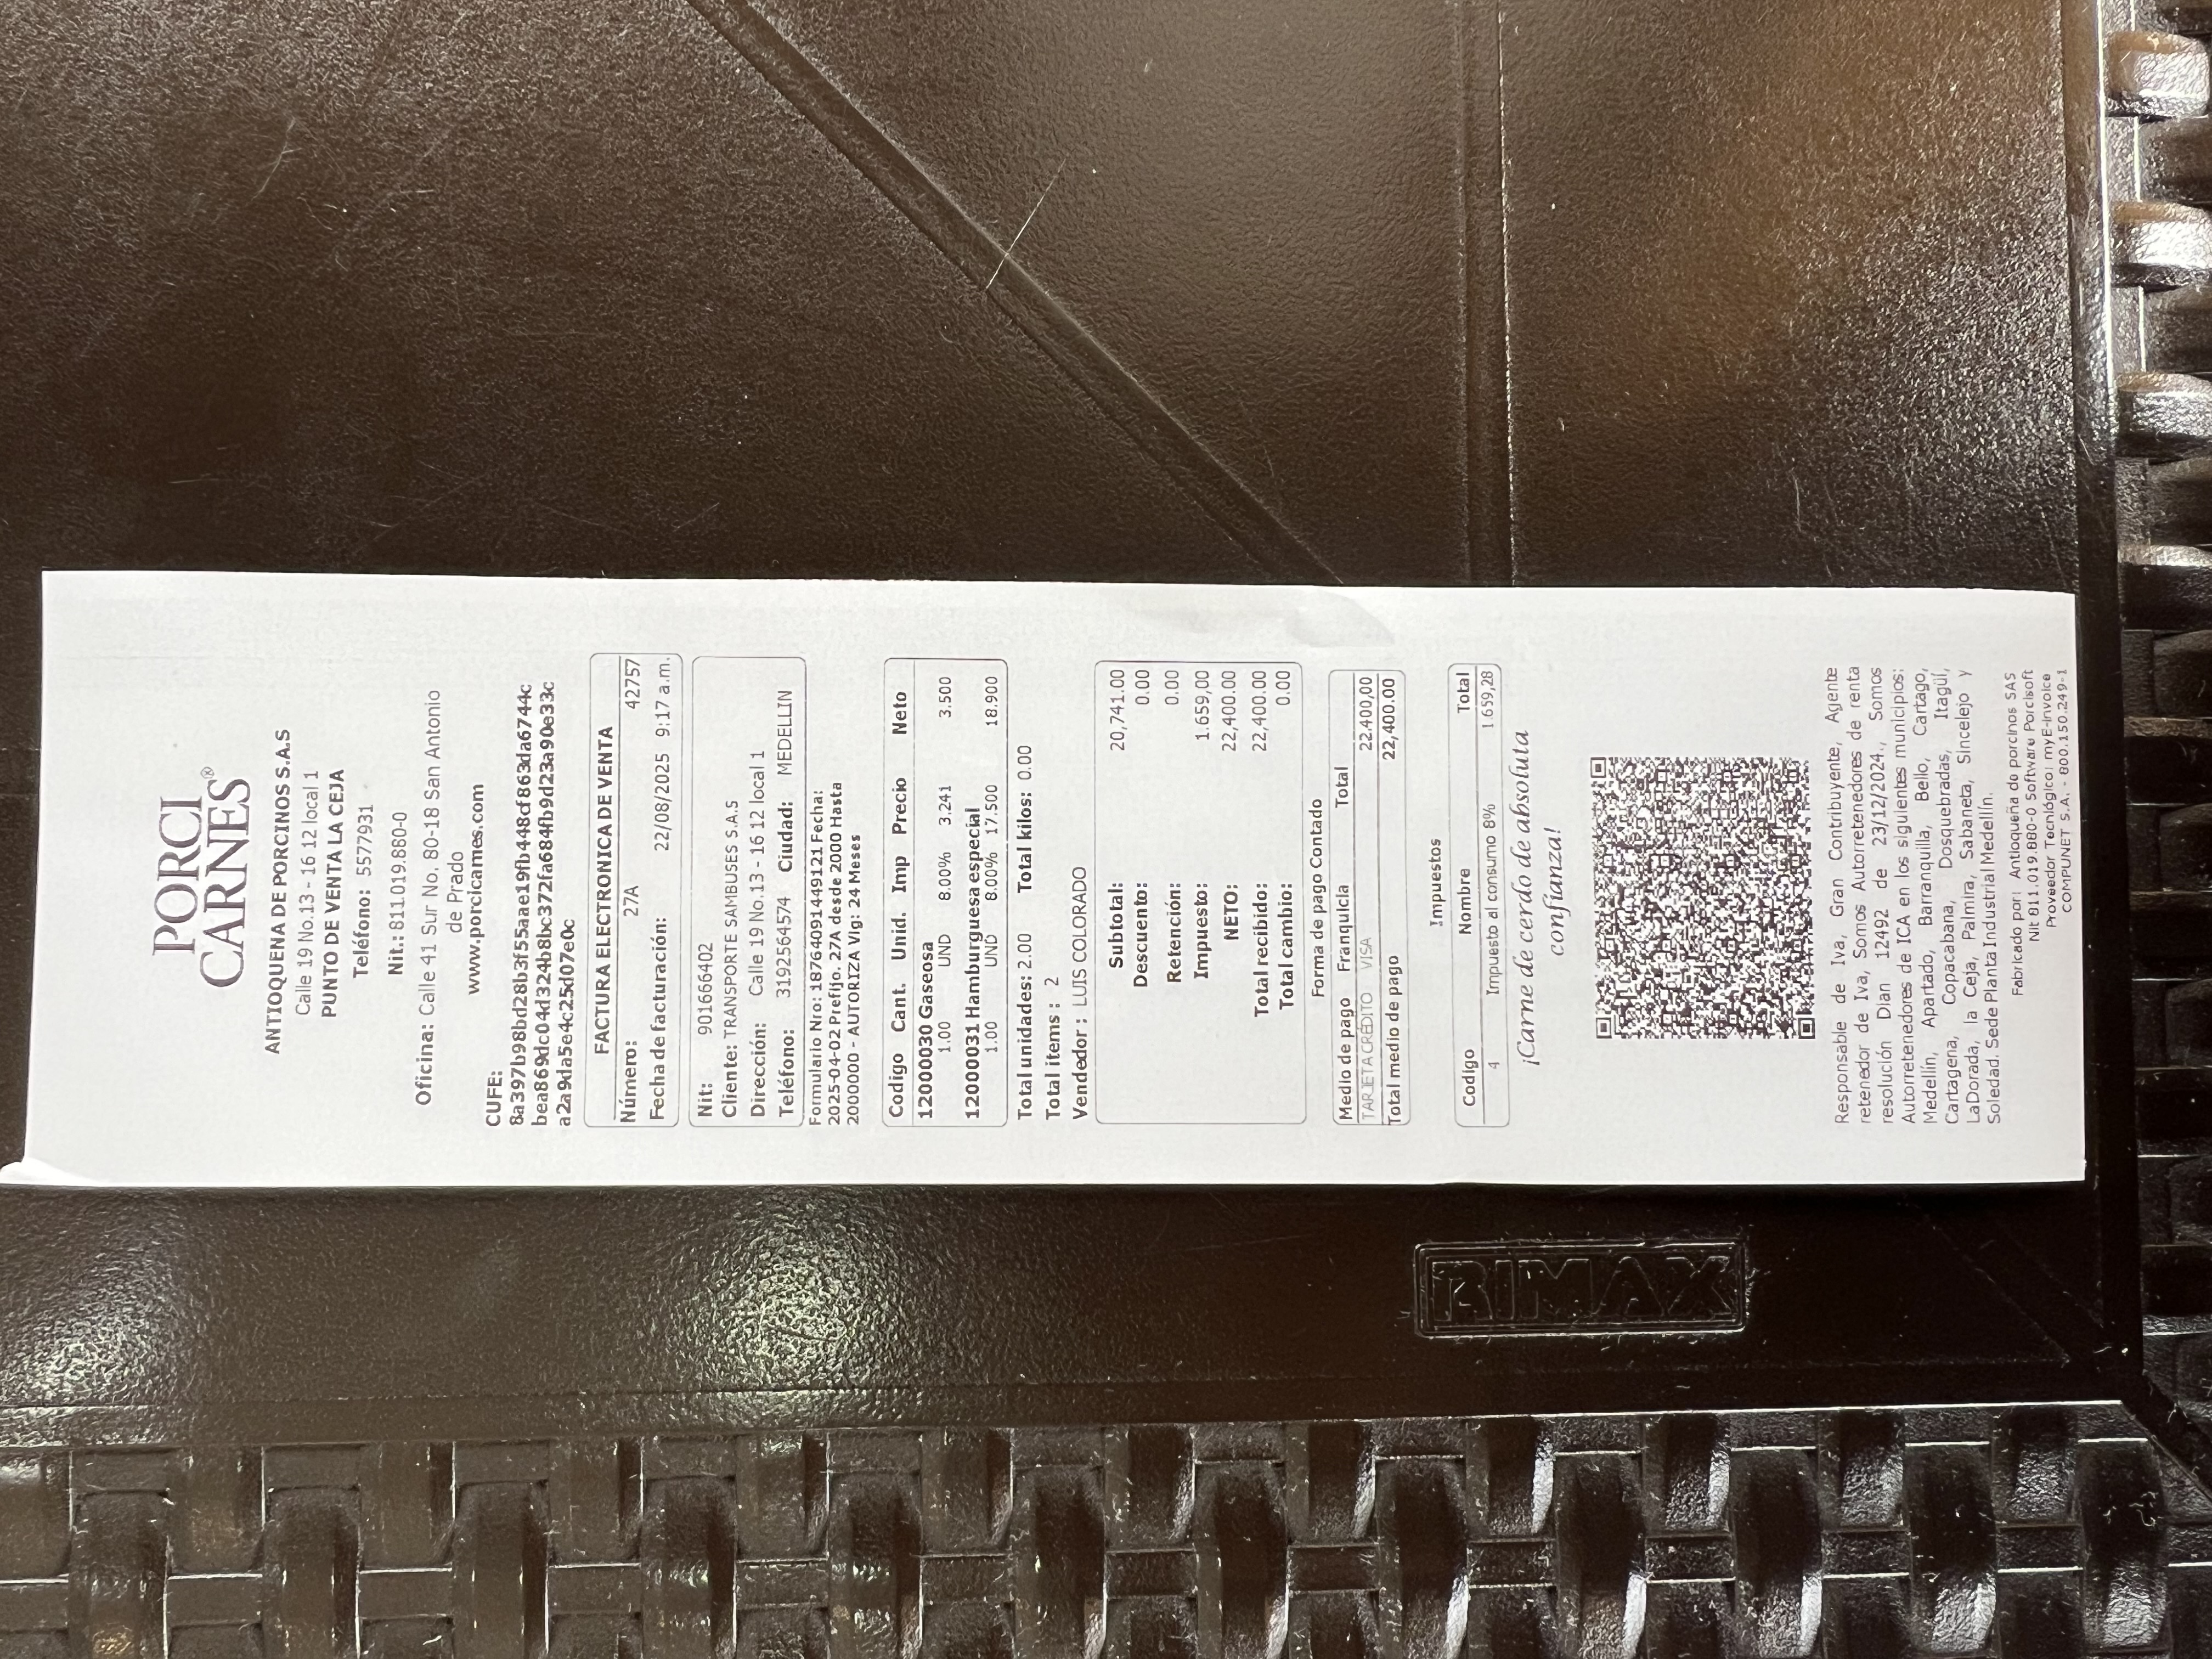 PORCI
CARNES®
ANTIOQUENA DE PORCINOS S.A.S
Calle 19 No.13 - 16 12 local 1
PUNTO DE VENTA LA CEJA
Teléfono: 5577931
Nit.: 811.019.880-0
Oficina: Calle 41 Sur No. 80-18 San Antonio
de Prado
www.porcicarnes.com
CUFE:
8a397b98bd28b3f55aae19fb448cf863da6744c
bea869dc04d324b8bc372fa684fb9d23a90e33c
a2a9da5e4c25d07e0c
FACTURA ELECTRONICA DE VENTA
Número: 27A 42757
Fecha de facturación: 22/08/2025 9:17 a.m.
Nit: 901666402
Cliente: TRANSPORTE SAMBUSES S.A.S
Dirección: Calle 19 No.13 - 16 12 local 1
Teléfono: 3192564574 Ciudad: MEDELLIN
Formulario Nro: 18764091449121 Fecha:
2025-04-02 Prefijo. 27A desde 2000 Hasta
2000000 - AUTORIZA Vig: 24 Meses
Codigo Cant. Unid. Imp Precio Neto
12000030 Gaseosa
1.00 UND 8.00% 3.241 3.500
12000031 Hamburguesa especial
1.00 UND 8.00% 17.500 18.900
Total unidades: 2.00 Total kilos: 0.00
Total items : 2
Vendedor : LUIS COLORADO
Subtotal: 20,741.00
Descuento: 0.00
Retención: 0.00
Impuesto: 1.659,00
NETO: 22,400.00
Total recibido: 22,400.00
Total cambio: 0.00
Forma de pago Contado
Medio de pago Franquicia Total
TARJETA CRÉDITO VISA 22.400,00
Total medio de pago 22,400.00
Impuestos
Codigo Nombre Total
4 Impuesto al consumo 8% 1.659,28
¡Carne de cerdo de absoluta
confianza!
Responsable de Iva, Gran Contribuyente, Agente
retenedor de Iva, Somos Autorretenedores de renta
resolución Dian 12492 de 23/12/2024., Somos
Autorretenedores de ICA en los siguientes municipios:
Medellín, Apartado, Barranquilla, Bello, Cartago,
Cartagena, Copacabana, Dosquebradas, Itagüí,
LaDorada, la Ceja, Palmira, Sabaneta, Sincelejo y
Soledad. Sede Planta Industrial Medellín.
Fabricado por: Antioqueña de porcinos SAS
Nit 811.019.880-0 Software Porcisoft
Proveedor Tecnlógico: myE-Invoice
COMPUNET S.A. - 800.150.249-1
RIMAX